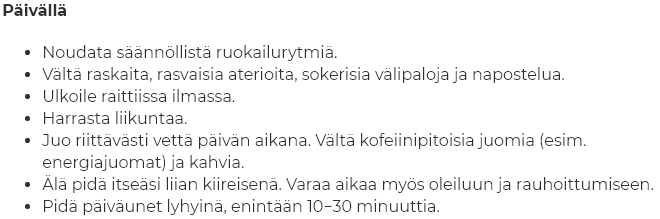 Päivällä
• Noudata säännöllistä ruokailurytmiä.
• Vältä raskaita, rasvaisia aterioita, sokerisia välipaloja ja napostelua.
• Ulkoile raittiissa ilmassa.
• Harrasta liikuntaa.
• Juo riittävästi vettä päivän aikana. Vältä kofeiinipitoisia juomia (esim.
energiajuomat) ja kahvia.
• Älä pidä itseäsi liian kiireisenä. Varaa aikaa myös oleiluun ja rauhoittumiseen.
• Pidä päiväunet lyhyinä, enintään 10–30 minuuttia.